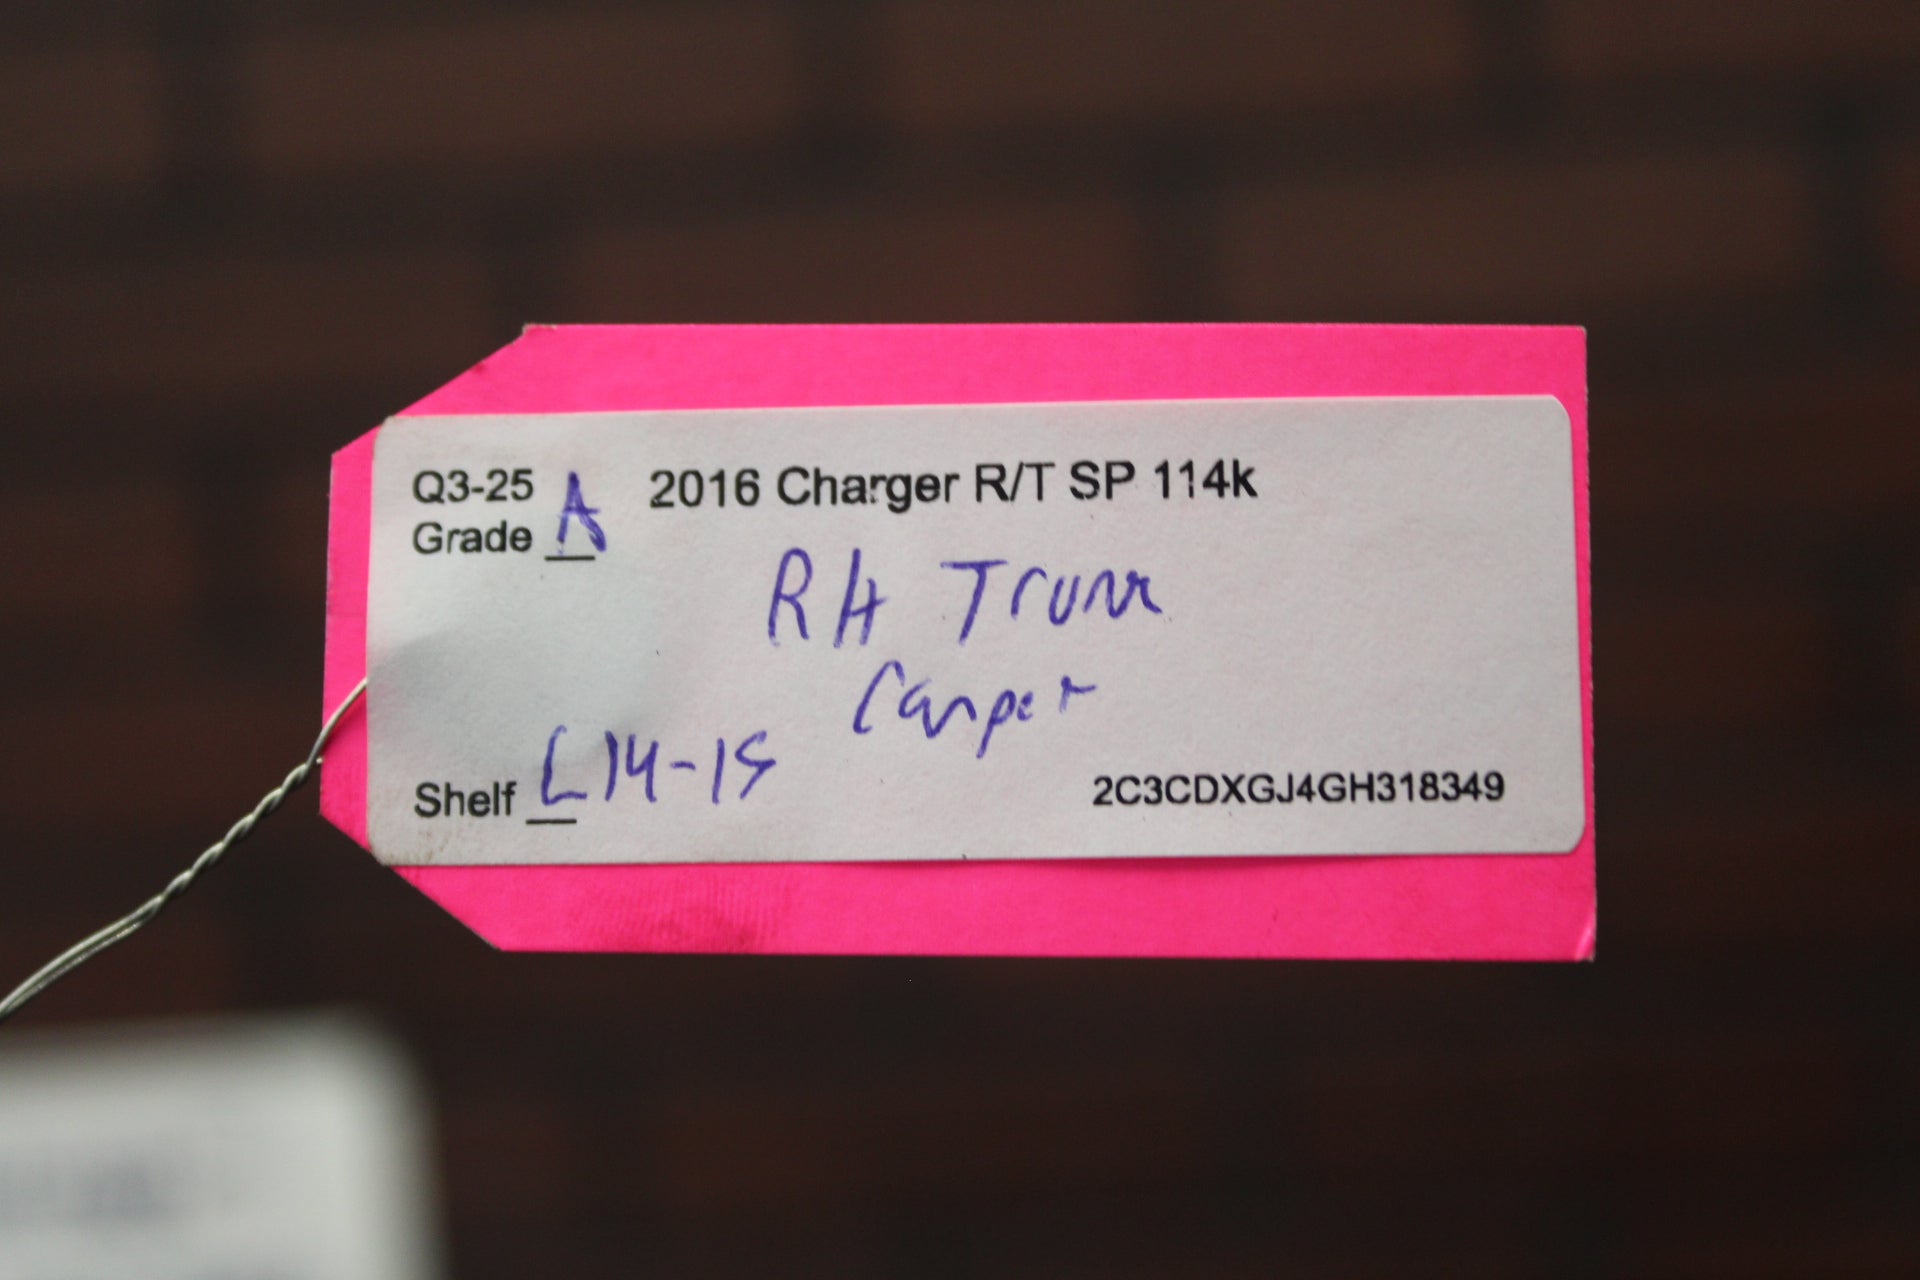 Q3-25 2016 Charger R/T SP 114k
Grade A
RH Trunk
Carpet
Shelf L14-15
2C3CDXGJ4GH318349